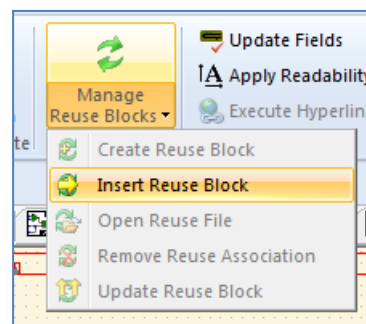 Update Fields
Apply Readability
Manage
Reuse Blocks
Execute Hyperlin
te
Create Reuse Block
Insert Reuse Block
Open Reuse File
Remove Reuse Association
Update Reuse Block